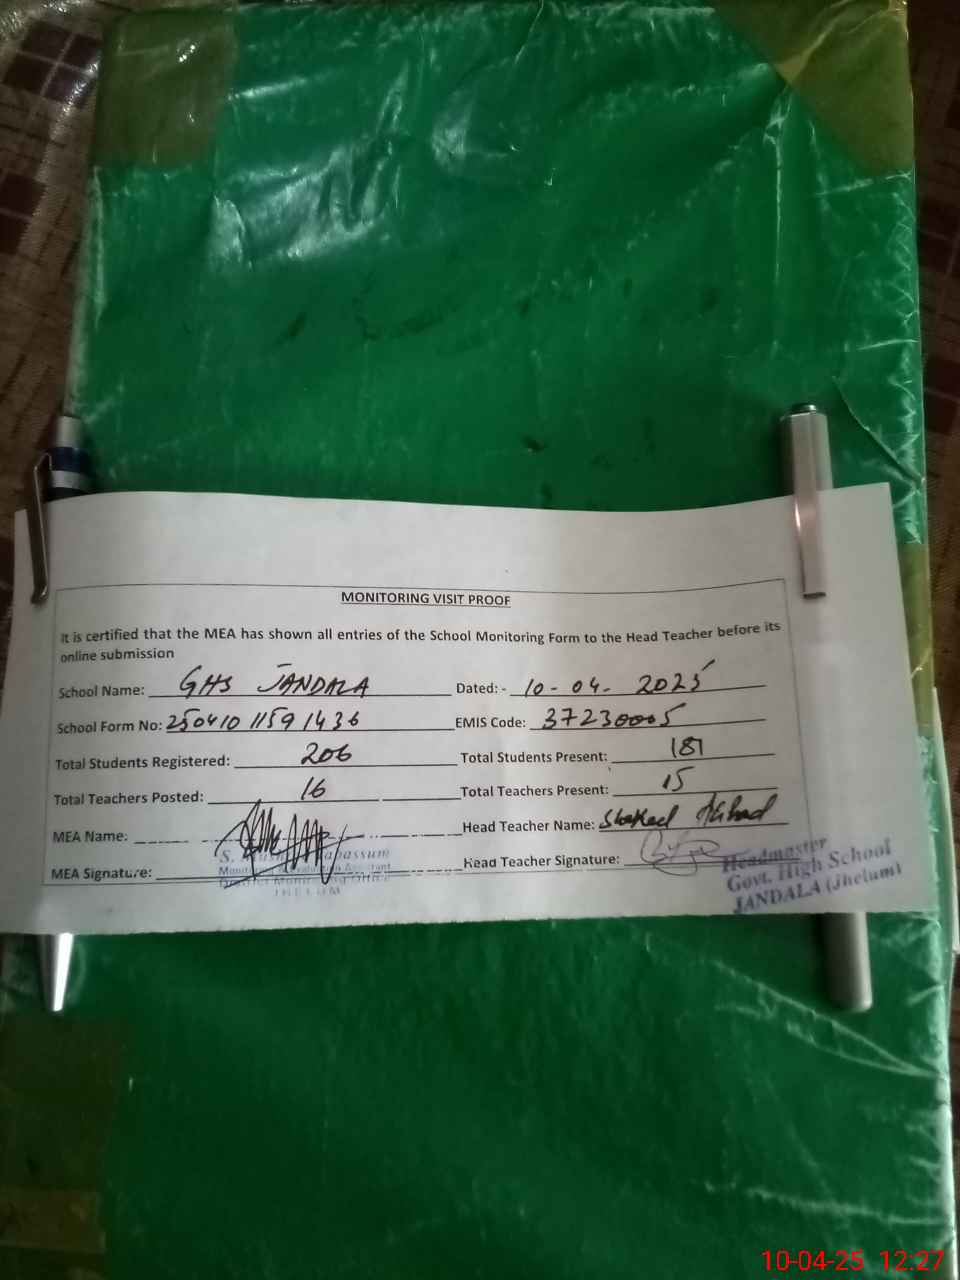 MONITORING VISIT PROOF
It is certified that the MEA has shown all entries of the School Monitoring Form to the Head Teacher before its
online submission
School Name: GHS JANDALA Dated: - 10-04-2025
School Form No: 250410 1159 1436 EMIS Code: 37230005
Total Students Registered: 206 Total Students Present: 181
Total Teachers Posted: 16 Total Teachers Present: 15
MEA Name: Head Teacher Name: Shakeel
MEA Signature: Head Teacher Signature:
S.
JHELUM
Headmaster
Govt. High School
JANDALA (Jhelum)
10-04-25 12:27